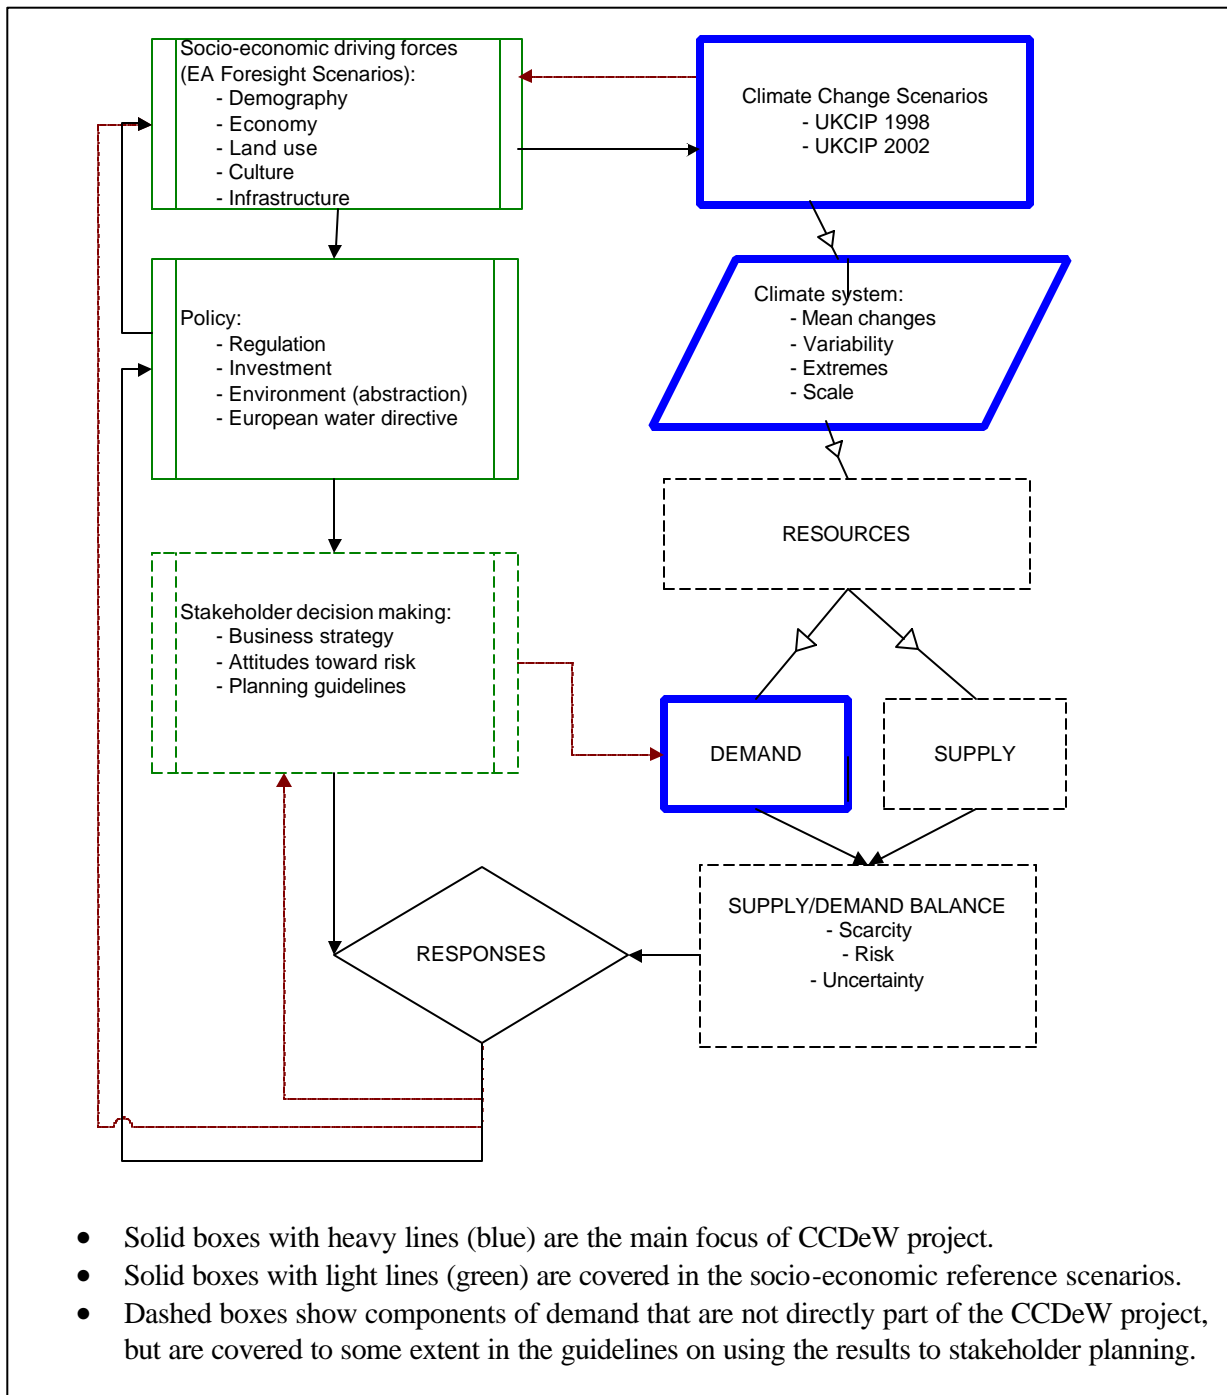 Socio-economic driving forces
(EA Foresight Scenarios):
- Demography
- Economy
- Land use
- Culture
- Infrastructure
Climate Change Scenarios
- UKCIP 1998
- UKCIP 2002
Policy:
- Regulation
- Investment
- Environment (abstraction)
- European water directive
Climate system:
- Mean changes
- Variability
- Extremes
- Scale
RESOURCES
Stakeholder decision making:
- Business strategy
- Attitudes toward risk
- Planning guidelines
DEMAND
SUPPLY
RESPONSES
SUPPLY/DEMAND BALANCE
- Scarcity
- Risk
- Uncertainty
• Solid boxes with heavy lines (blue) are the main focus of CCDeW project.
• Solid boxes with light lines (green) are covered in the socio-economic reference scenarios.
• Dashed boxes show components of demand that are not directly part of the CCDeW project,
but are covered to some extent in the guidelines on using the results to stakeholder planning.